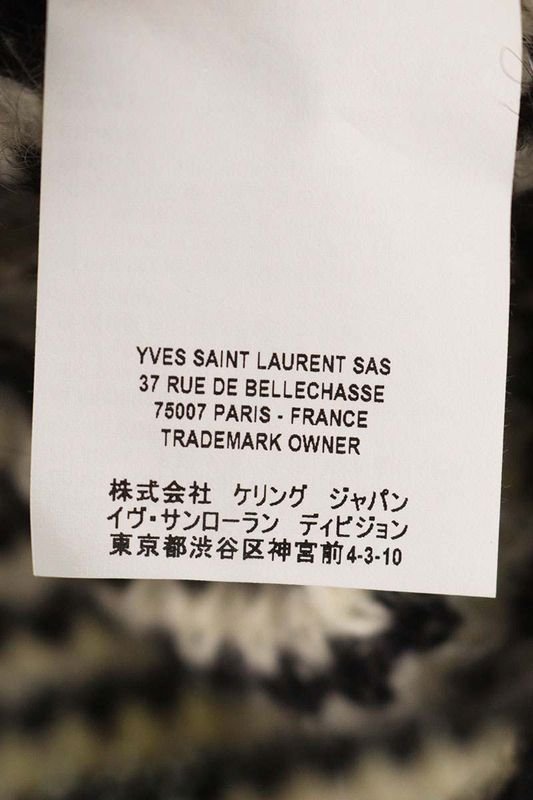 YVES SAINT LAURENT SAS
37 RUE DE BELLECHASSE
75007 PARIS - FRANCE
TRADEMARK OWNER
株式会社 ケリング ジャパン
イヴ・サンローラン ディビジョン
東京都渋谷区神宮前4-3-10